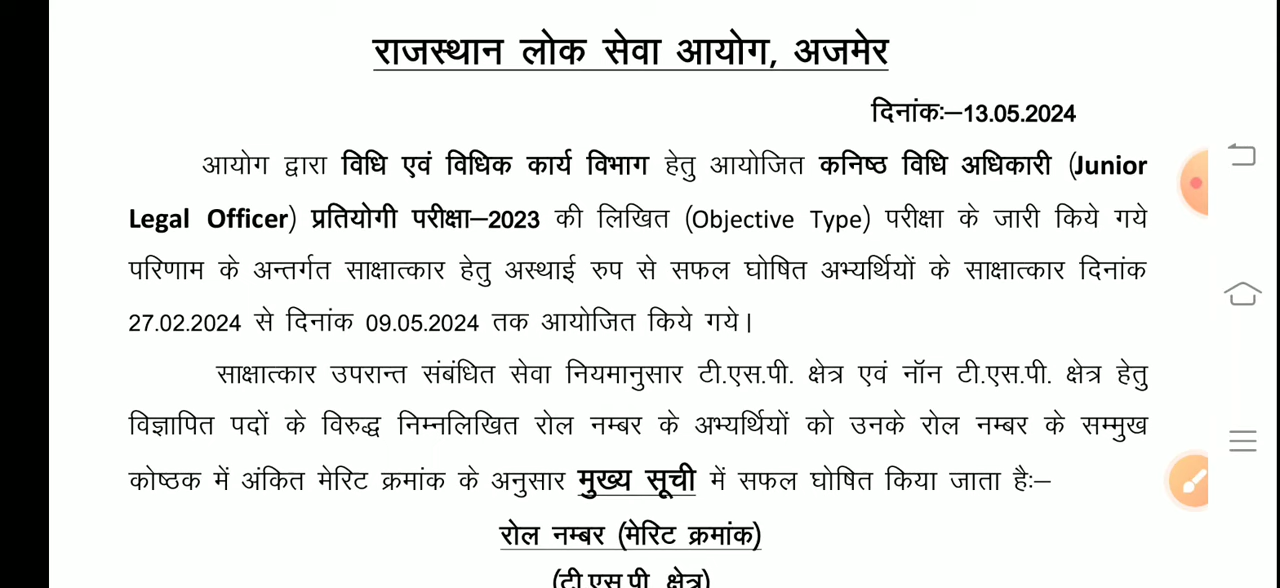 राजस्थान लोक सेवा आयोग, अजमेर
दिनांकः–13.05.2024
आयोग द्वारा विधि एवं विधिक कार्य विभाग हेतु आयोजित कनिष्ठ विधि अधिकारी (Junior
Legal Officer) प्रतियोगी परीक्षा–2023 की लिखित (Objective Type) परीक्षा के जारी किये गये
परिणाम के अन्तर्गत साक्षात्कार हेतु अस्थाई रुप से सफल घोषित अभ्यर्थियों के साक्षात्कार दिनांक
27.02.2024 से दिनांक 09.05.2024 तक आयोजित किये गये।
साक्षात्कार उपरान्त संबंधित सेवा नियमानुसार टी.एस.पी. क्षेत्र एवं नॉन टी.एस.पी. क्षेत्र हेतु
विज्ञापित पदों के विरुद्ध निम्नलिखित रोल नम्बर के अभ्यर्थियों को उनके रोल नम्बर के सम्मुख
कोष्ठक में अंकित मेरिट क्रमांक के अनुसार मुख्य सूची में सफल घोषित किया जाता हैः–
रोल नम्बर (मेरिट क्रमांक)
(टी.एस.पी. क्षेत्र)